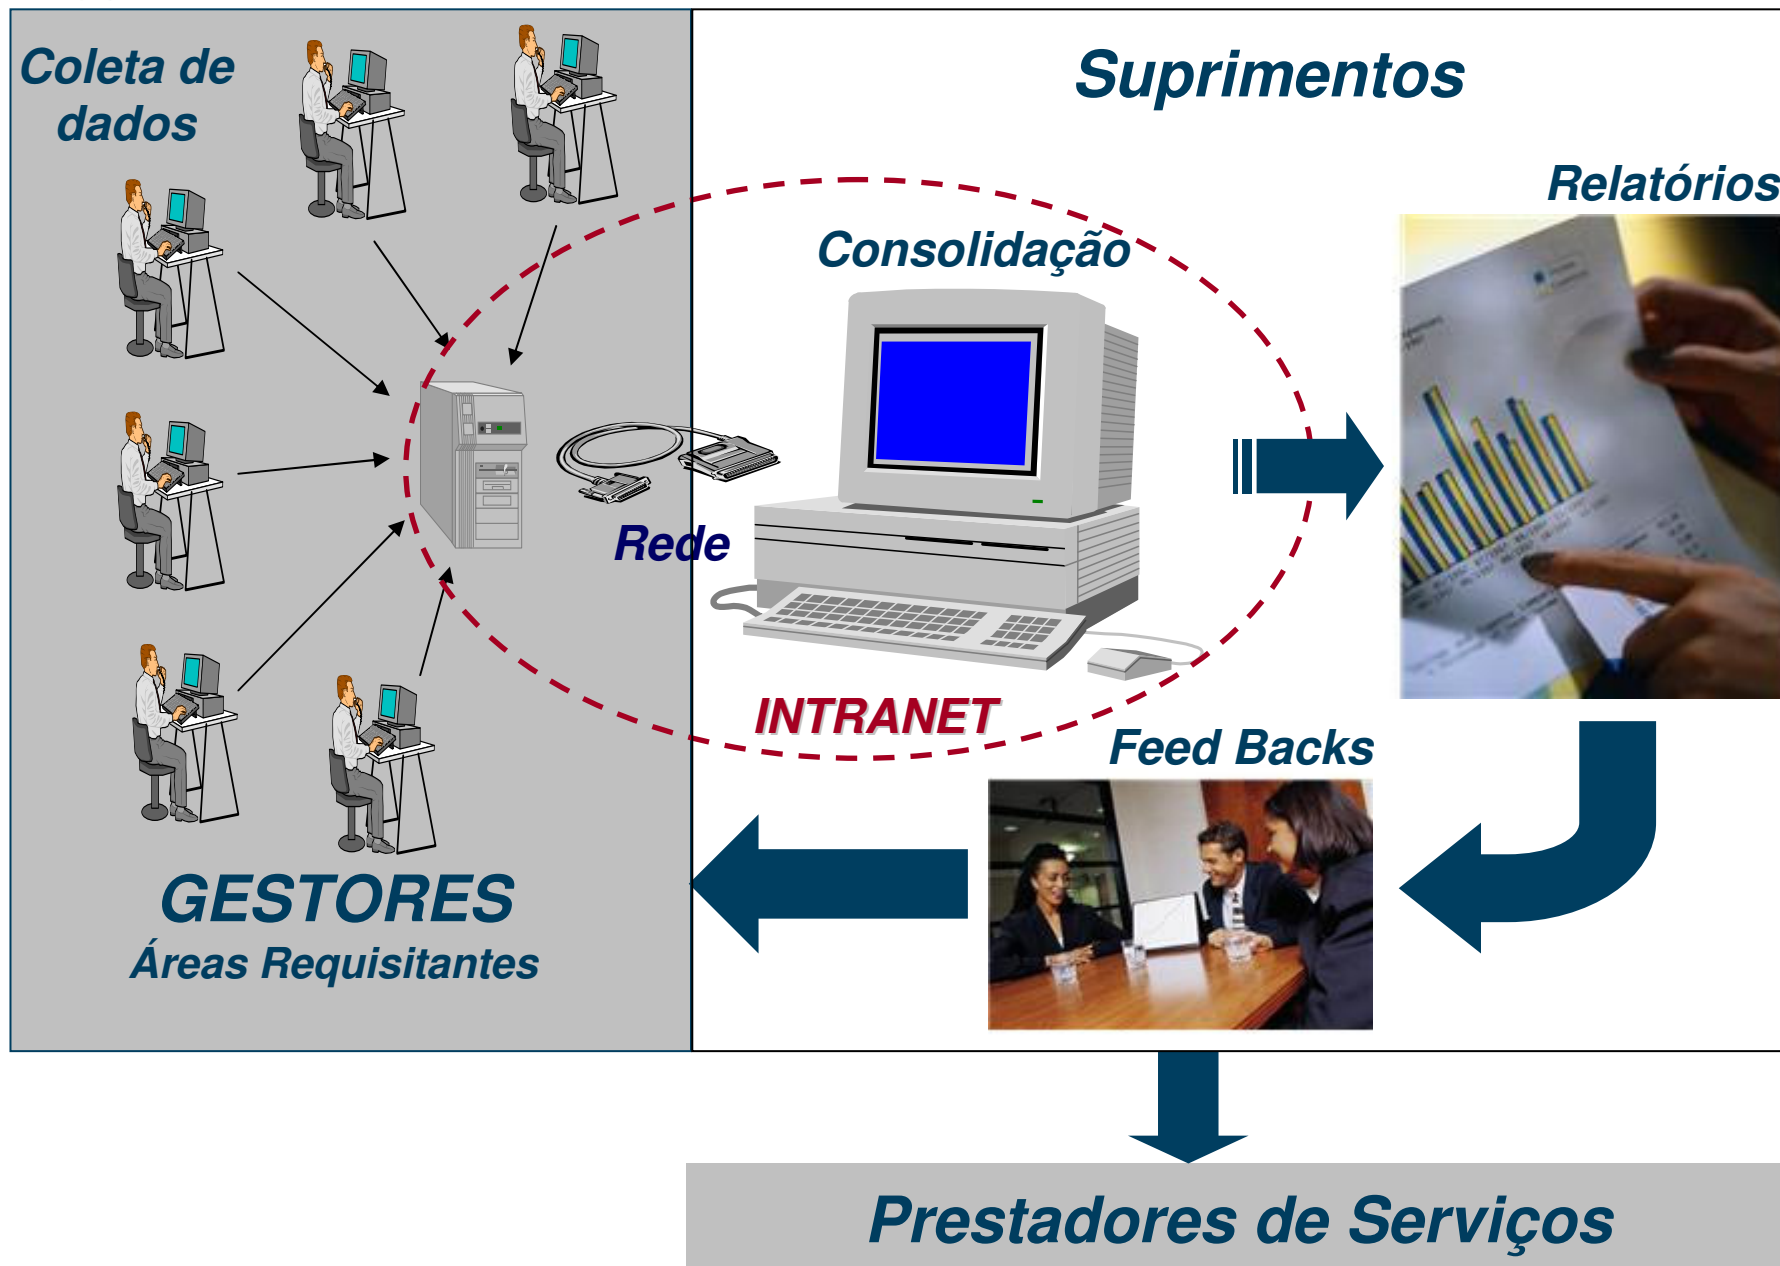 Coleta de
dados
Suprimentos
Relatórios
Consolidação
Rede
INTRANET
Feed Backs
GESTORES
Áreas Requisitantes
Prestadores de Serviços